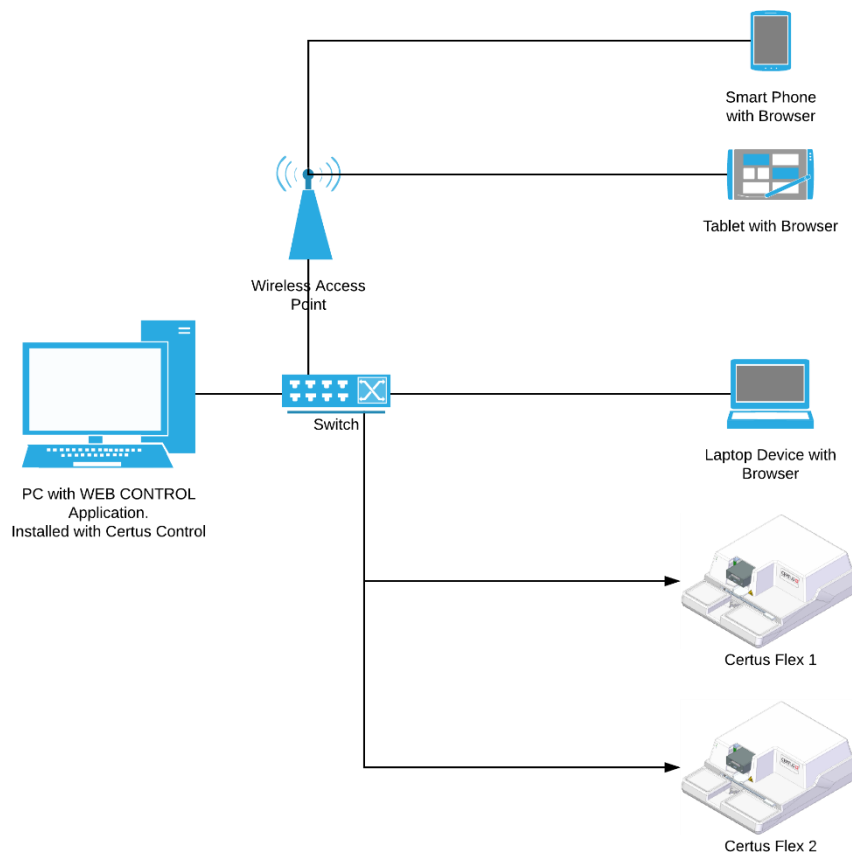 Smart Phone
with Browser
Tablet with Browser
Wireless Access
Point
Switch
Laptop Device with
Browser
PC with WEB CONTROL
Application.
Installed with Certus Control
Certus Flex 1
Certus Flex 2